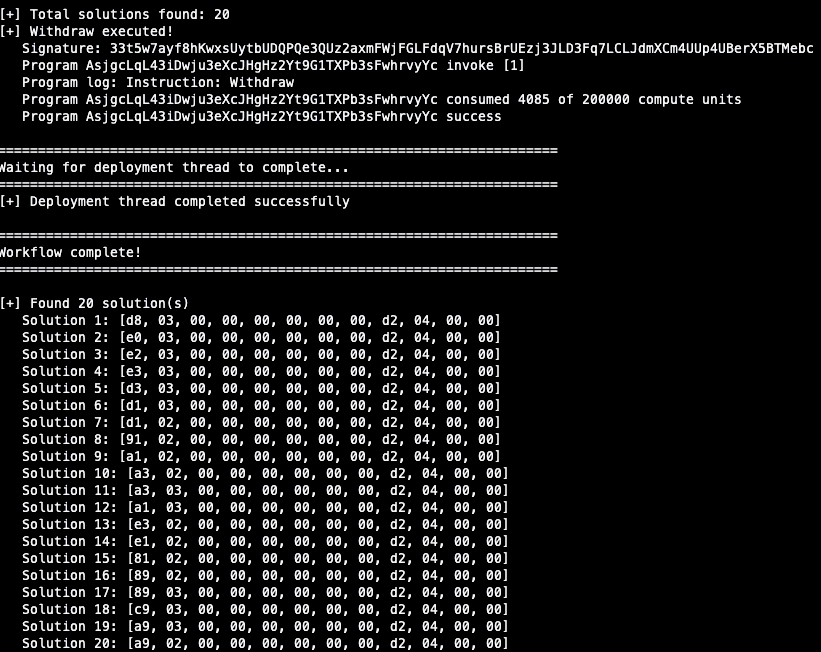 [+] Total solutions found: 20
[+] Withdraw executed!
Signature: 33t5w7ayf8hKwxsUytbUDQPQe3QUz2axmFWjFGLFdqV7hursBrUEzj3JLD3Fq7LCLJdmXCm4UUp4UBerX5BTMebc
Program AsjgcLqL43iDwju3eXcJHgHz2Yt9G1TXPb3sFwhrvyYc invoke [1]
Program log: Instruction: Withdraw
Program AsjgcLqL43iDwju3eXcJHgHz2Yt9G1TXPb3sFwhrvyYc consumed 4085 of 200000 compute units
Program AsjgcLqL43iDwju3eXcJHgHz2Yt9G1TXPb3sFwhrvyYc success
======================================================================
Waiting for deployment thread to complete...
======================================================================
[+] Deployment thread completed successfully
======================================================================
Workflow complete!
======================================================================
[+] Found 20 solution(s)
Solution 1: [d8, 03, 00, 00, 00, 00, 00, 00, d2, 04, 00, 00]
Solution 2: [e0, 03, 00, 00, 00, 00, 00, 00, d2, 04, 00, 00]
Solution 3: [e2, 03, 00, 00, 00, 00, 00, 00, d2, 04, 00, 00]
Solution 4: [e3, 03, 00, 00, 00, 00, 00, 00, d2, 04, 00, 00]
Solution 5: [d3, 03, 00, 00, 00, 00, 00, 00, d2, 04, 00, 00]
Solution 6: [d1, 03, 00, 00, 00, 00, 00, 00, d2, 04, 00, 00]
Solution 7: [d1, 02, 00, 00, 00, 00, 00, 00, d2, 04, 00, 00]
Solution 8: [91, 02, 00, 00, 00, 00, 00, 00, d2, 04, 00, 00]
Solution 9: [a1, 02, 00, 00, 00, 00, 00, 00, d2, 04, 00, 00]
Solution 10: [a3, 02, 00, 00, 00, 00, 00, 00, d2, 04, 00, 00]
Solution 11: [a3, 03, 00, 00, 00, 00, 00, 00, d2, 04, 00, 00]
Solution 12: [a1, 03, 00, 00, 00, 00, 00, 00, d2, 04, 00, 00]
Solution 13: [e3, 02, 00, 00, 00, 00, 00, 00, d2, 04, 00, 00]
Solution 14: [e1, 02, 00, 00, 00, 00, 00, 00, d2, 04, 00, 00]
Solution 15: [81, 02, 00, 00, 00, 00, 00, 00, d2, 04, 00, 00]
Solution 16: [89, 02, 00, 00, 00, 00, 00, 00, d2, 04, 00, 00]
Solution 17: [89, 03, 00, 00, 00, 00, 00, 00, d2, 04, 00, 00]
Solution 18: [c9, 03, 00, 00, 00, 00, 00, 00, d2, 04, 00, 00]
Solution 19: [a9, 03, 00, 00, 00, 00, 00, 00, d2, 04, 00, 00]
Solution 20: [a9, 02, 00, 00, 00, 00, 00, 00, d2, 04, 00, 00]